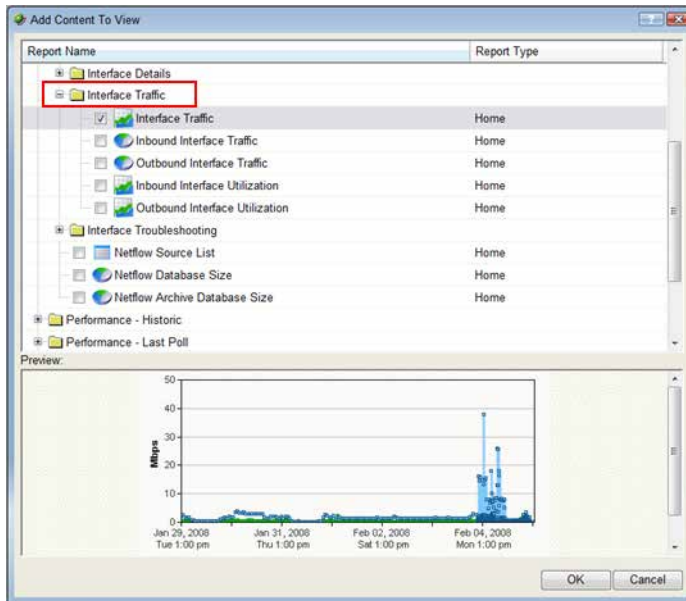 Add Content To View
Report Name Report Type
Interface Details
Interface Traffic
Interface Traffic Home
Inbound Interface Traffic Home
Outbound Interface Traffic Home
Inbound Interface Utilization Home
Outbound Interface Utilization Home
Interface Troubleshooting
Netflow Source List Home
Netflow Database Size Home
Netflow Archive Database Size Home
Performance - Historic
Performance - Last Poll
Preview:
50
40
30
20
10
0
Mbps
Jan 29, 2008 Jan 31, 2008 Feb 02, 2008 Feb 04, 2008
Tue 1:00 pm Thu 1:00 pm Sat 1:00 pm Mon 1:00 pm
OK Cancel